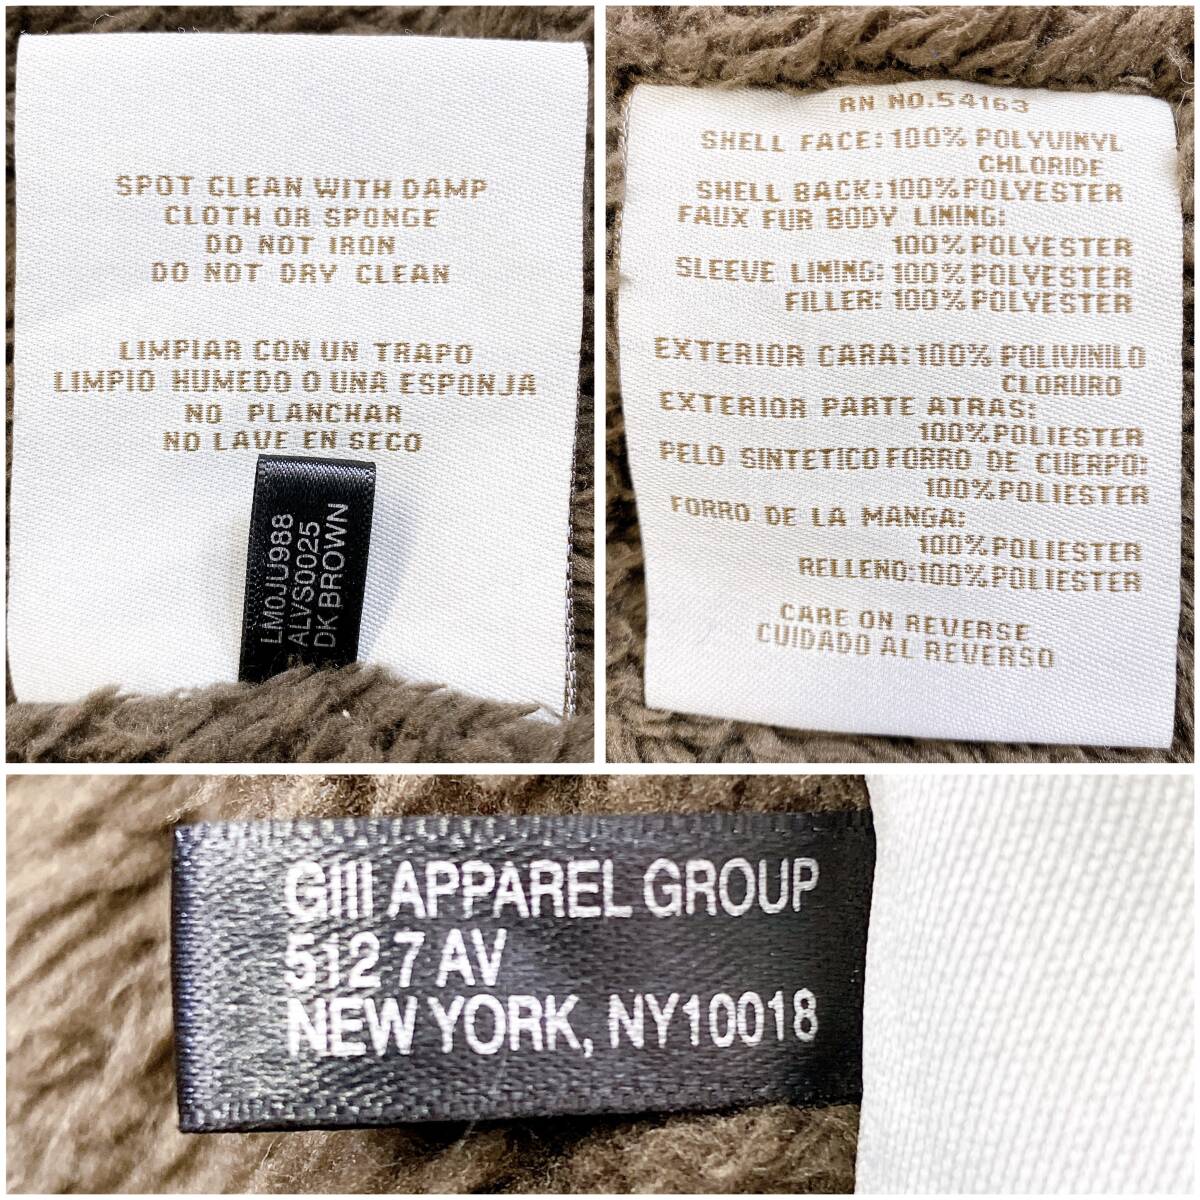 SPOT CLEAN WITH DAMP
CLOTH OR SPONGE
DO NOT IRON
DO NOT DRY CLEAN
LIMPIAR CON UN TRAPO
LIMPIO HUMEDO O UNA ESPONJA
NO PLANCHAR
NO LAVE EN SECO
LM0JU988
ALVS0025
DK BROWN
RN NO.54163
SHELL FACE: 100% POLYVINYL
CHLORIDE
SHELL BACK: 100% POLYESTER
FAUX FUR BODY LINING:
100% POLYESTER
SLEEVE LINING: 100% POLYESTER
FILLER: 100% POLYESTER
EXTERIOR CARA: 100% POLIVINILO
CLORURO
EXTERIOR PARTE ATRAS:
100% POLIESTER
PELO SINTETICO FORRO DE CUERPO:
100% POLIESTER
FORRO DE LA MANGA:
100% POLIESTER
RELLENO: 100% POLIESTER
CARE ON REVERSE
CUIDADO AL REVERSO
GIII APPAREL GROUP
512 7 AV
NEW YORK, NY10018